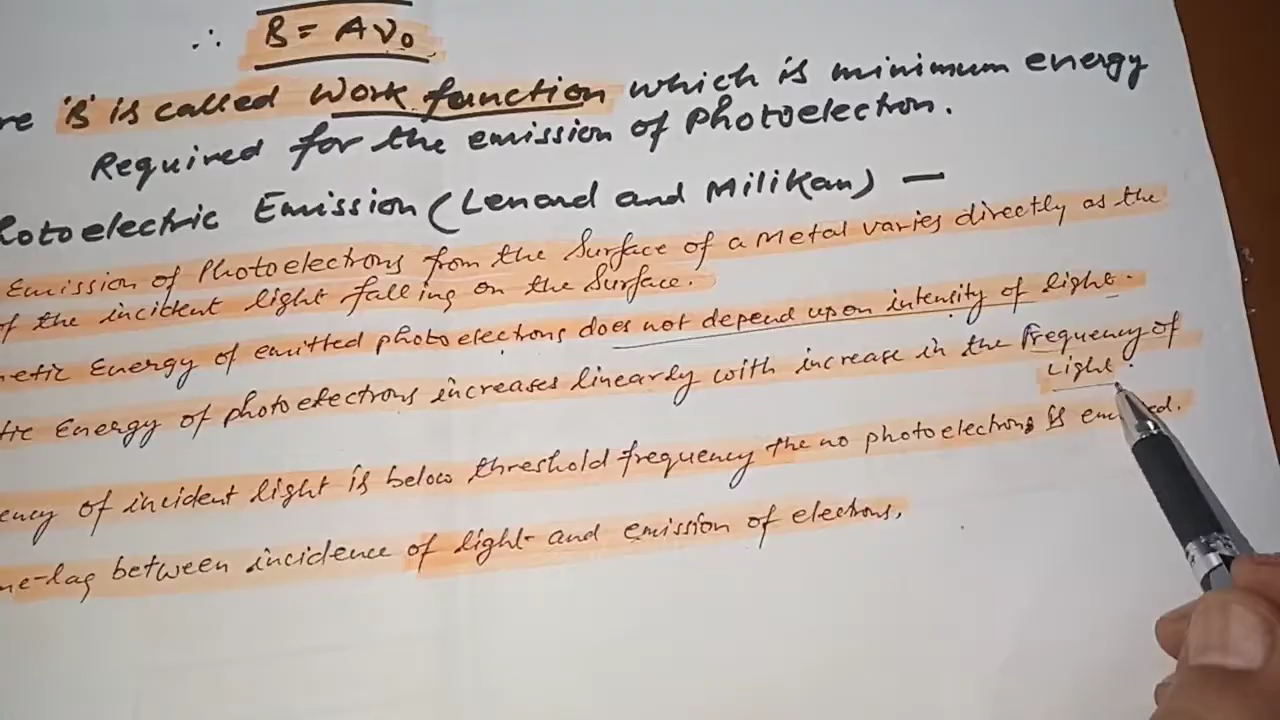 ∴ B = Aν₀
re 'B' is called Work function which is minimum energy
Required for the emission of Photoelectron.
hotoelectric Emission (Lenard and Milikan) —
Emission of Photoelectrons from the Surface of a Metal varies directly as the
of the incident light falling on the Surface.
netic Energy of emitted photoelectrons does not depend upon intensity of light.
tic Energy of photoelectrons increases linearly with increase in the Frequency of
Light.
ency of incident light is below threshold frequency the no photoelectrons is
me-lag between incidence of light and emission of electrons,